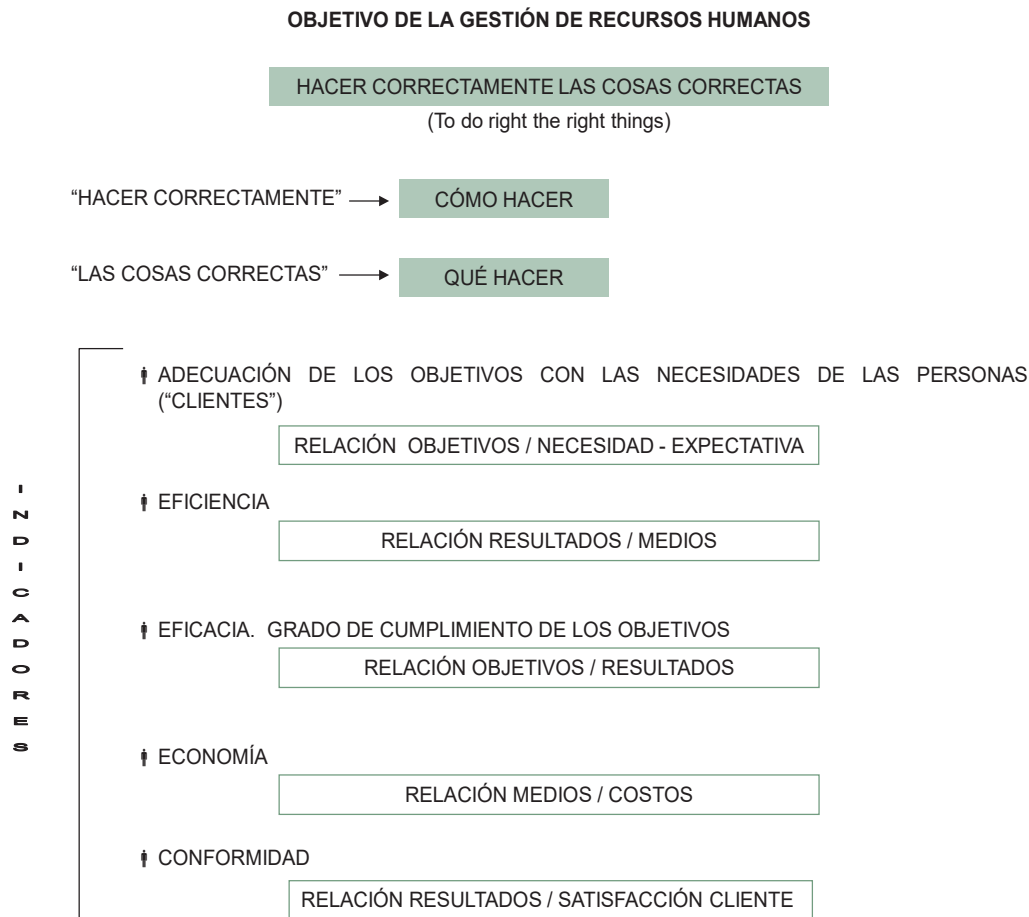 OBJETIVO DE LA GESTIÓN DE RECURSOS HUMANOS
HACER CORRECTAMENTE LAS COSAS CORRECTAS
(To do right the right things)
“HACER CORRECTAMENTE” CÓMO HACER
“LAS COSAS CORRECTAS” QUÉ HACER
INDICADORES
ADECUACIÓN DE LOS OBJETIVOS CON LAS NECESIDADES DE LAS PERSONAS
(“CLIENTES”)
RELACIÓN OBJETIVOS / NECESIDAD - EXPECTATIVA
EFICIENCIA
RELACIÓN RESULTADOS / MEDIOS
EFICACIA. GRADO DE CUMPLIMIENTO DE LOS OBJETIVOS
RELACIÓN OBJETIVOS / RESULTADOS
ECONOMÍA
RELACIÓN MEDIOS / COSTOS
CONFORMIDAD
RELACIÓN RESULTADOS / SATISFACCIÓN CLIENTE